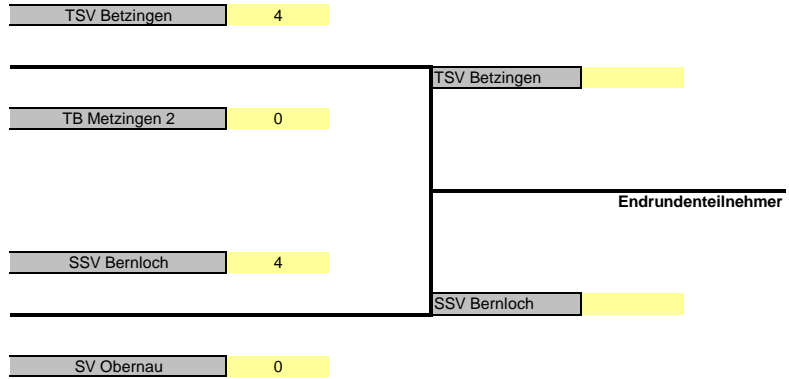 TSV Betzingen 4
TSV Betzingen
TB Metzingen 2 0
Endrundenteilnehmer
SSV Bernloch 4
SSV Bernloch
SV Obernau 0